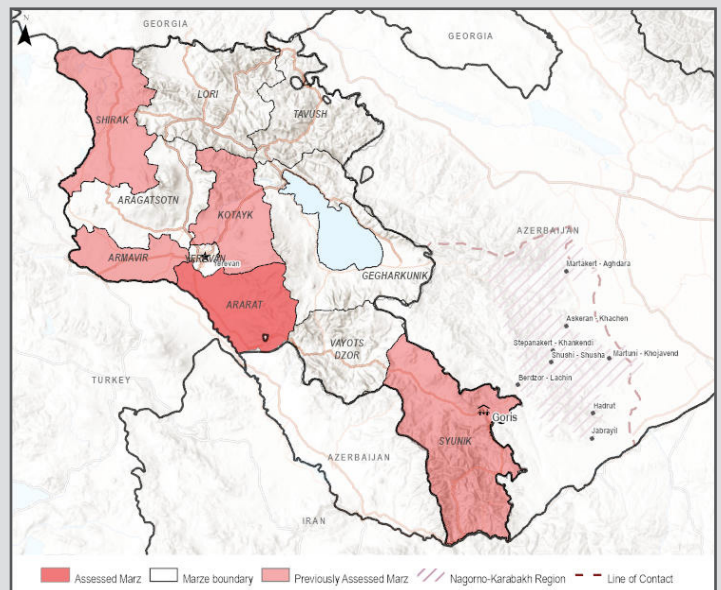 N
GEORGIA
GEORGIA
LORI
TAVUSH
SHIRAK
ARAGATSOTN
KOTAYK
AZERBAIJAN
ARMAVIR
YEREVAN
Yerevan
GEGHARKUNIK
Martakert - Aghdara
ARARAT
Askeran - Khachen
VAYOTS
DZOR
Stepanakert - Khankendi
Shushi - Shusha
Martuni - Khojavend
TURKEY
Berdzor - Lachin
Goris
Hadrut
SYUNIK
Jabrayil
AZERBAIJAN
IRAN
Assessed Marz
Marze boundary
Previously Assessed Marz
Nagorno-Karabakh Region
Line of Contact